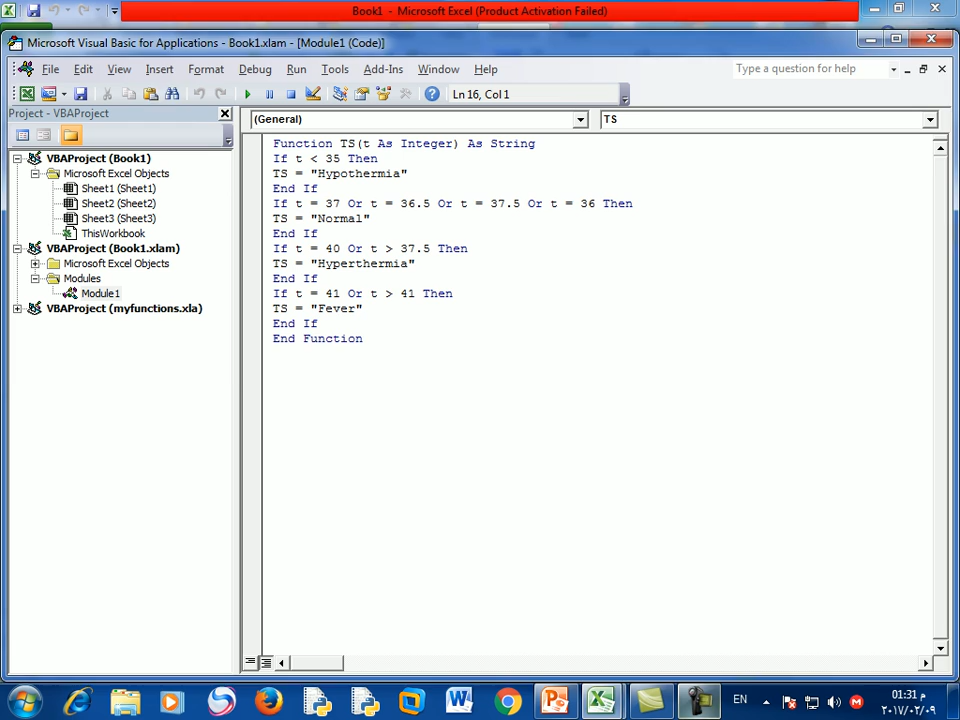 Book1 - Microsoft Excel (Product Activation Failed)
Microsoft Visual Basic for Applications - Book1.xlam - [Module1 (Code)]
File Edit View Insert Format Debug Run Tools Add-Ins Window Help
Type a question for help
Ln 16, Col 1
Project - VBAProject
(General)
TS
VBAProject (Book1)
Microsoft Excel Objects
Sheet1 (Sheet1)
Sheet2 (Sheet2)
Sheet3 (Sheet3)
ThisWorkbook
VBAProject (Book1.xlam)
Microsoft Excel Objects
Modules
Module1
VBAProject (myfunctions.xla)
Function TS(t As Integer) As String
If t < 35 Then
TS = "Hypothermia"
End If
If t = 37 Or t = 36.5 Or t = 37.5 Or t = 36 Then
TS = "Normal"
End If
If t = 40 Or t > 37.5 Then
TS = "Hyperthermia"
End If
If t = 41 Or t > 41 Then
TS = "Fever"
End If
End Function
EN
01:31 م
٢٠١٧/٠٢/٠٩